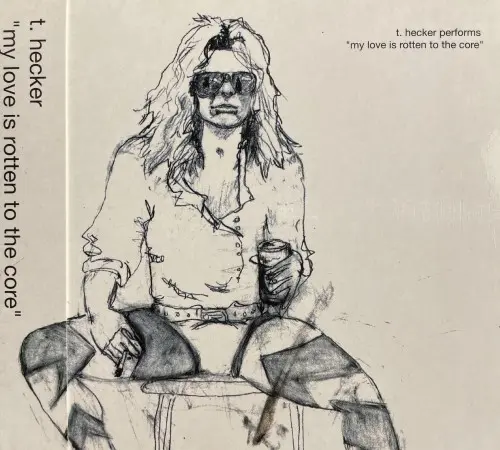 t. hecker
"my love is rotten to the core"
t. hecker performs
"my love is rotten to the core"